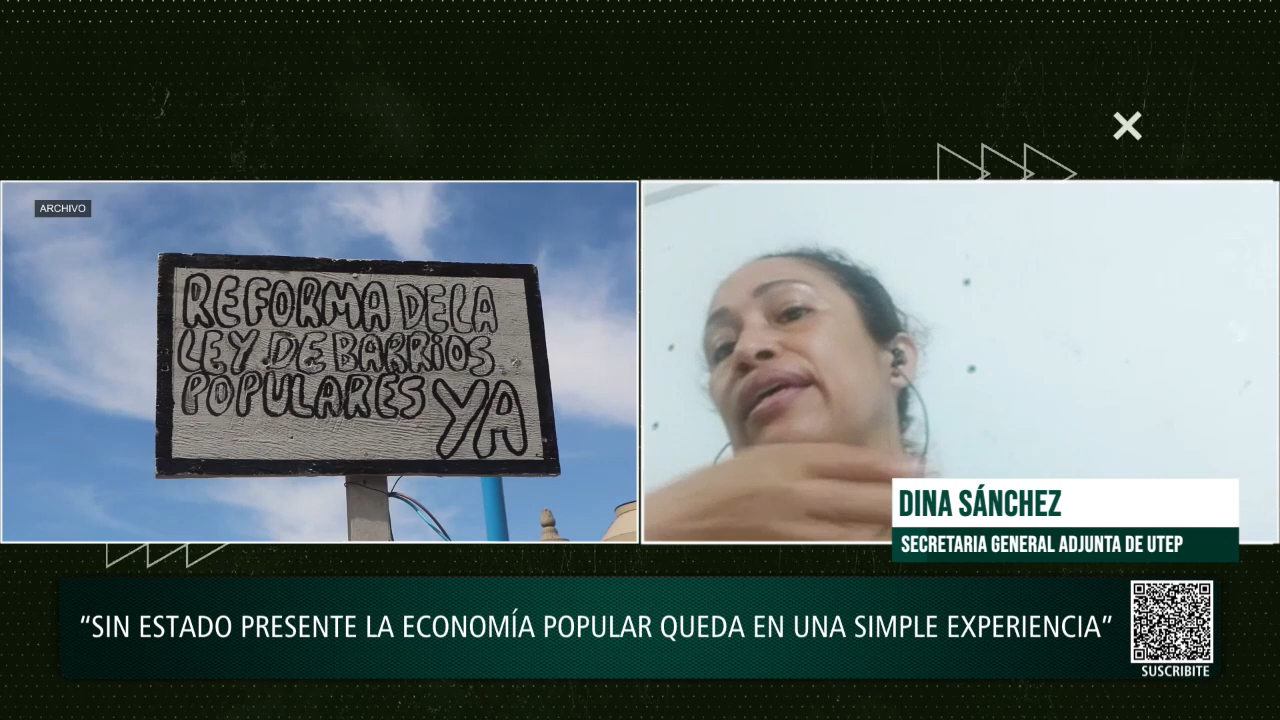 ARCHIVO
REFORMA DE LA
LEY DE BARRIOS
POPULARES YA
DINA SÁNCHEZ
SECRETARIA GENERAL ADJUNTA DE UTEP
“SIN ESTADO PRESENTE LA ECONOMÍA POPULAR QUEDA EN UNA SIMPLE EXPERIENCIA”
SUSCRIBITE